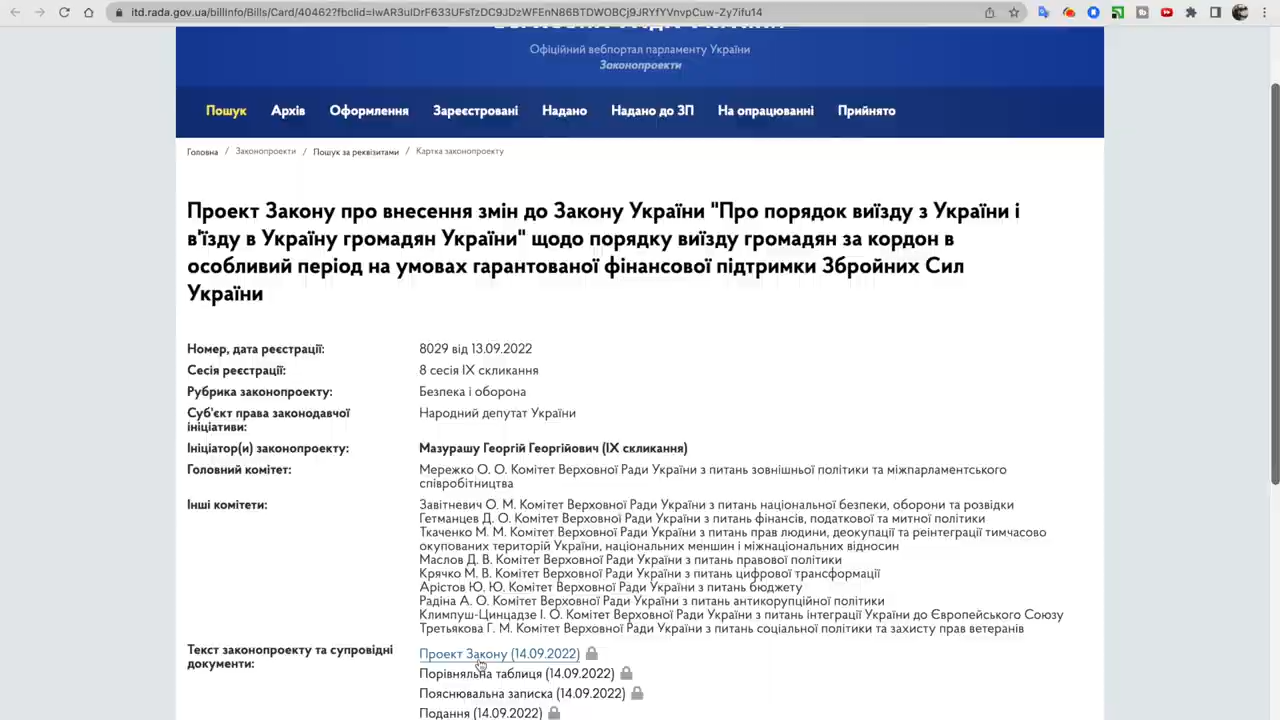 itd.rada.gov.ua/billInfo/Bills/Card/40462?fbclid=IwAR3uIDrF633UFsTzDC9JDzWFEnN86BTDWOBCj9JRYfYVnvpCuw-Zy7ifu14
Офіційний вебпортал парламенту України
Законопроекти
Пошук Архів Оформлення Зареєстровані Надано Надано до ЗП На опрацюванні Прийнято
Головна / Законопроекти / Пошук за реквізитами / Картка законопроекту
Проект Закону про внесення змін до Закону України "Про порядок виїзду з України і
в'їзду в Україну громадян України" щодо порядку виїзду громадян за кордон в
особливий період на умовах гарантованої фінансової підтримки Збройних Сил
України
Номер, дата реєстрації: 8029 від 13.09.2022
Сесія реєстрації: 8 сесія IX скликання
Рубрика законопроекту: Безпека і оборона
Суб'єкт права законодавчої Народний депутат України
ініціативи:
Ініціатор(и) законопроекту: Мазурашу Георгій Георгійович (IX скликання)
Головний комітет: Мережко О. О. Комітет Верховної Ради України з питань зовнішньої політики та міжпарламентського
співробітництва
Інші комітети: Завітневич О. М. Комітет Верховної Ради України з питань національної безпеки, оборони та розвідки
Гетманцев Д. О. Комітет Верховної Ради України з питань фінансів, податкової та митної політики
Ткаченко М. М. Комітет Верховної Ради України з питань прав людини, деокупації та реінтеграції тимчасово
окупованих територій України, національних меншин і міжнаціональних відносин
Маслов Д. В. Комітет Верховної Ради України з питань правової політики
Крячко М. В. Комітет Верховної Ради України з питань цифрової трансформації
Арістов Ю. Ю. Комітет Верховної Ради України з питань бюджету
Радіна А. О. Комітет Верховної Ради України з питань антикорупційної політики
Климпуш-Цинцадзе І. О. Комітет Верховної Ради України з питань інтеграції України до Європейського Союзу
Третьякова Г. М. Комітет Верховної Ради України з питань соціальної політики та захисту прав ветеранів
Текст законопроекту та супровідні Проект Закону (14.09.2022)
документи:
Порівняльна таблиця (14.09.2022)
Пояснювальна записка (14.09.2022)
Подання (14.09.2022)